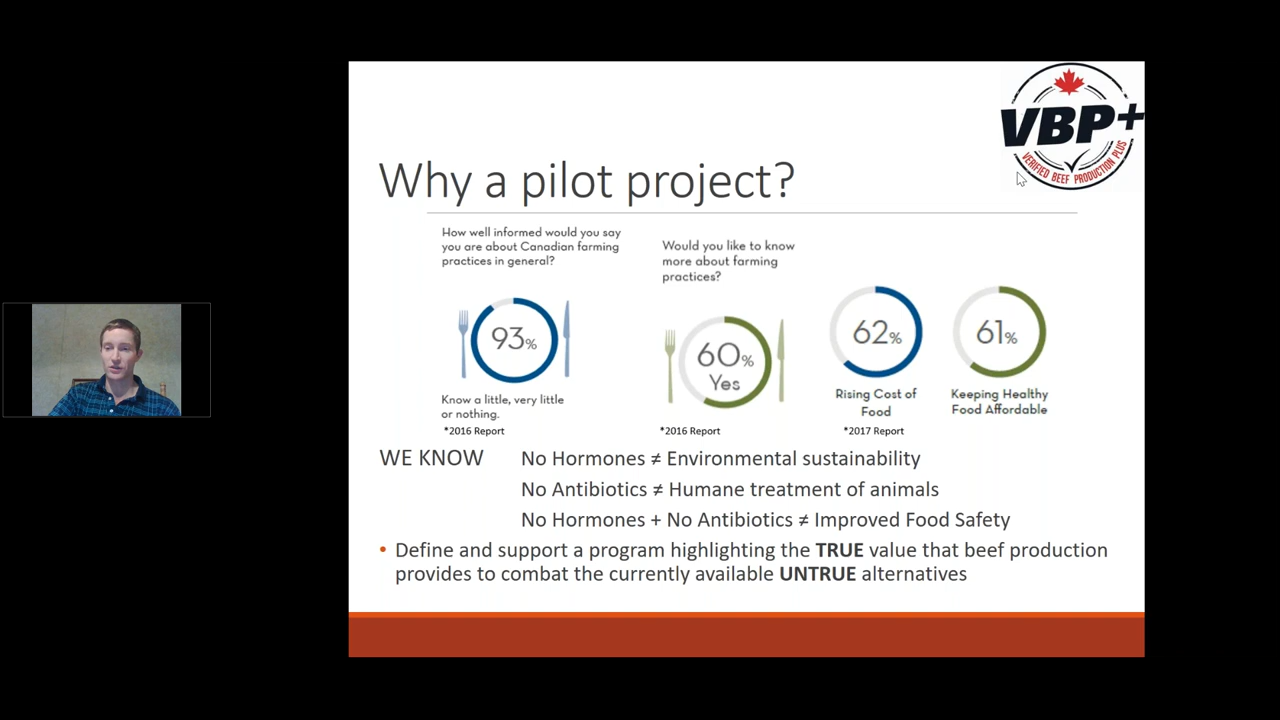 VBP+
VERIFIED BEEF PRODUCTION PLUS
Why a pilot project?
How well informed would you say
you are about Canadian farming
practices in general?
93%
Know a little, very little
or nothing.
*2016 Report
Would you like to know
more about farming
practices?
60%
Yes
*2016 Report
62%
Rising Cost of
Food
*2017 Report
61%
Keeping Healthy
Food Affordable
WE KNOW
No Hormones ≠ Environmental sustainability
No Antibiotics ≠ Humane treatment of animals
No Hormones + No Antibiotics ≠ Improved Food Safety
• Define and support a program highlighting the TRUE value that beef production
provides to combat the currently available UNTRUE alternatives